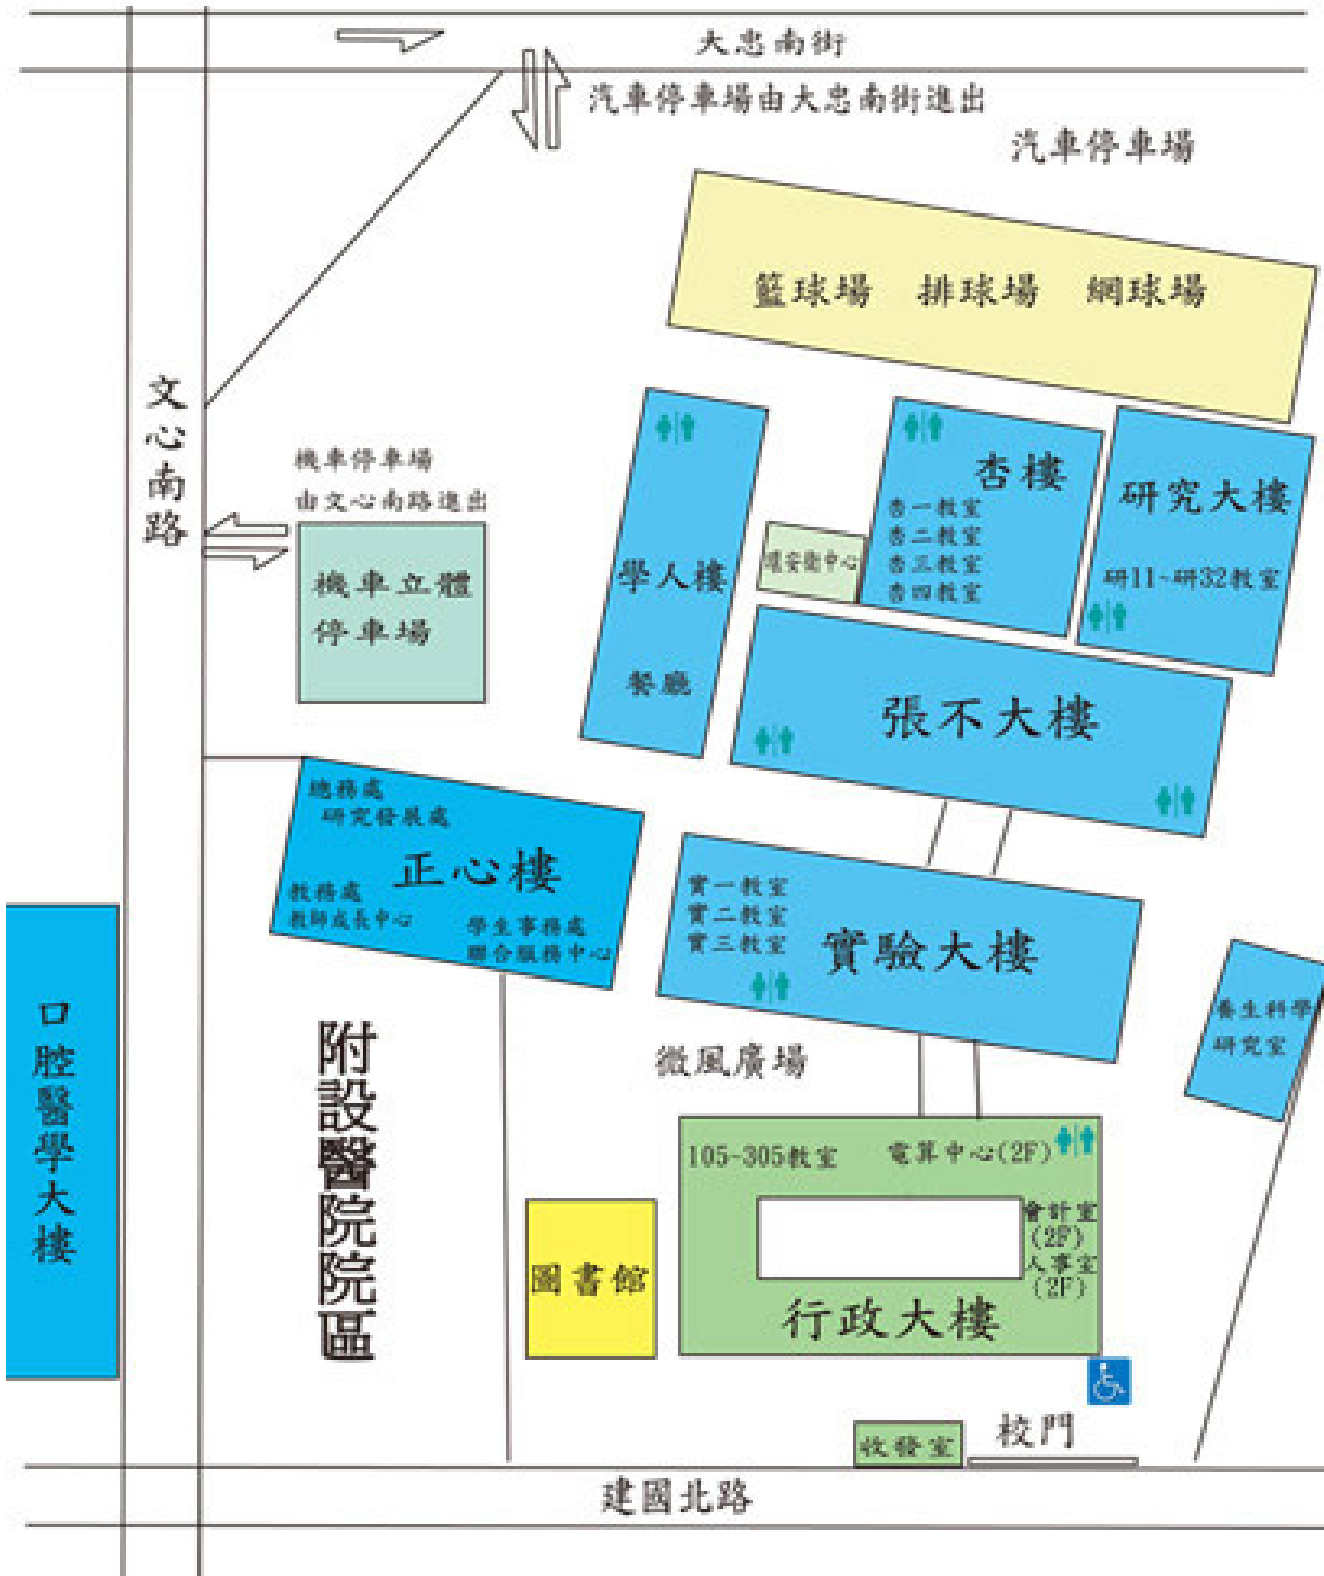 大忠南街
汽車停車場由大忠南街進出
汽車停車場
籃球場 排球場 網球場
文心南路
機車停車場
由文心南路進出
機車立體
停車場
學人樓
餐廳
杏樓
杏一教室
杏二教室
杏三教室
杏四教室
環安衛中心
研究大樓
研11-研32教室
張不大樓
總務處
研究發展處
正心樓
教務處
教師成長中心
學生事務處
聯合服務中心
實一教室
實二教室
實三教室
實驗大樓
養生科學
研究室
口腔醫學大樓
附設醫院院區
微風廣場
105-305教室
電算中心(2F)
會計室
(2F)
人事室
(2F)
行政大樓
圖書館
收發室
校門
建國北路